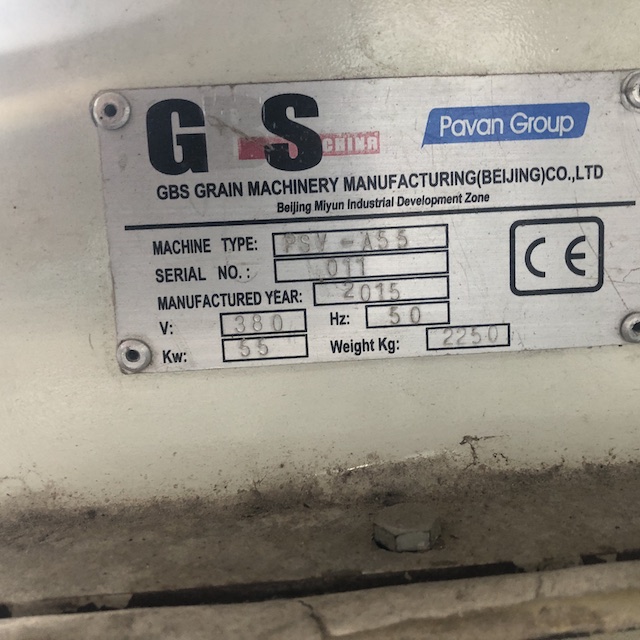 G S
CHINA
Pavan Group
GBS GRAIN MACHINERY MANUFACTURING(BEIJING)CO.,LTD
Beijing Miyun Industrial Development Zone
MACHINE TYPE: PSV-A55
SERIAL NO.: 011
MANUFACTURED YEAR: 2015
V: 380 Hz: 50
Kw: 55 Weight Kg: 2250
CE